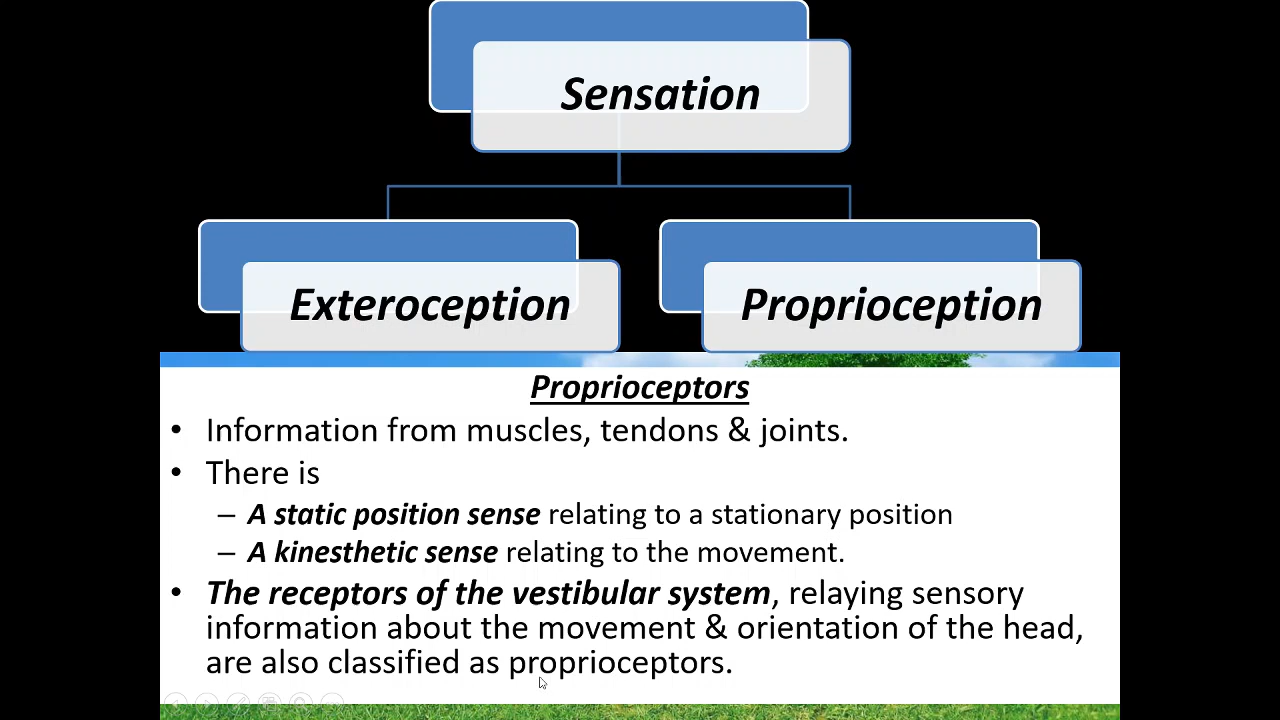 Sensation
Exteroception
Proprioception
Proprioceptors
• Information from muscles, tendons & joints.
• There is
– A static position sense relating to a stationary position
– A kinesthetic sense relating to the movement.
• The receptors of the vestibular system, relaying sensory
information about the movement & orientation of the head,
are also classified as proprioceptors.